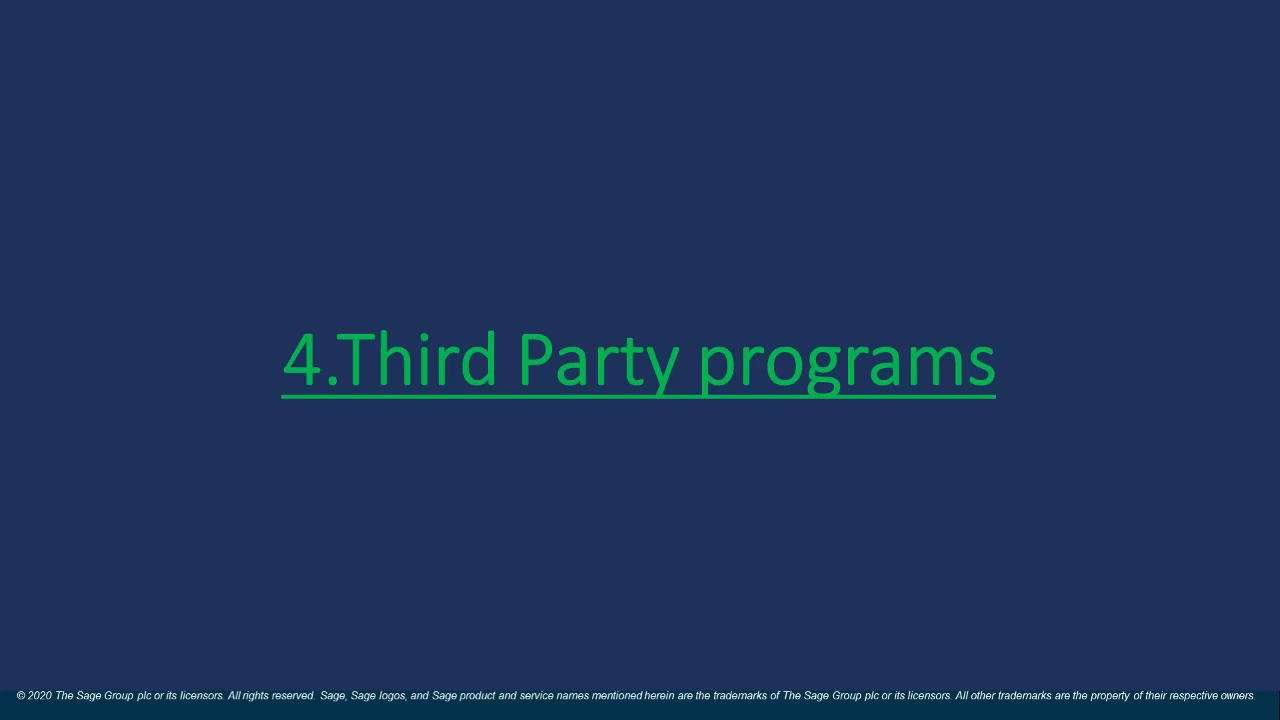 4.Third Party programs
© 2020 The Sage Group plc or its licensors. All rights reserved. Sage, Sage logos, and Sage product and service names mentioned herein are the trademarks of The Sage Group plc or its licensors. All other trademarks are the property of their respective owners.